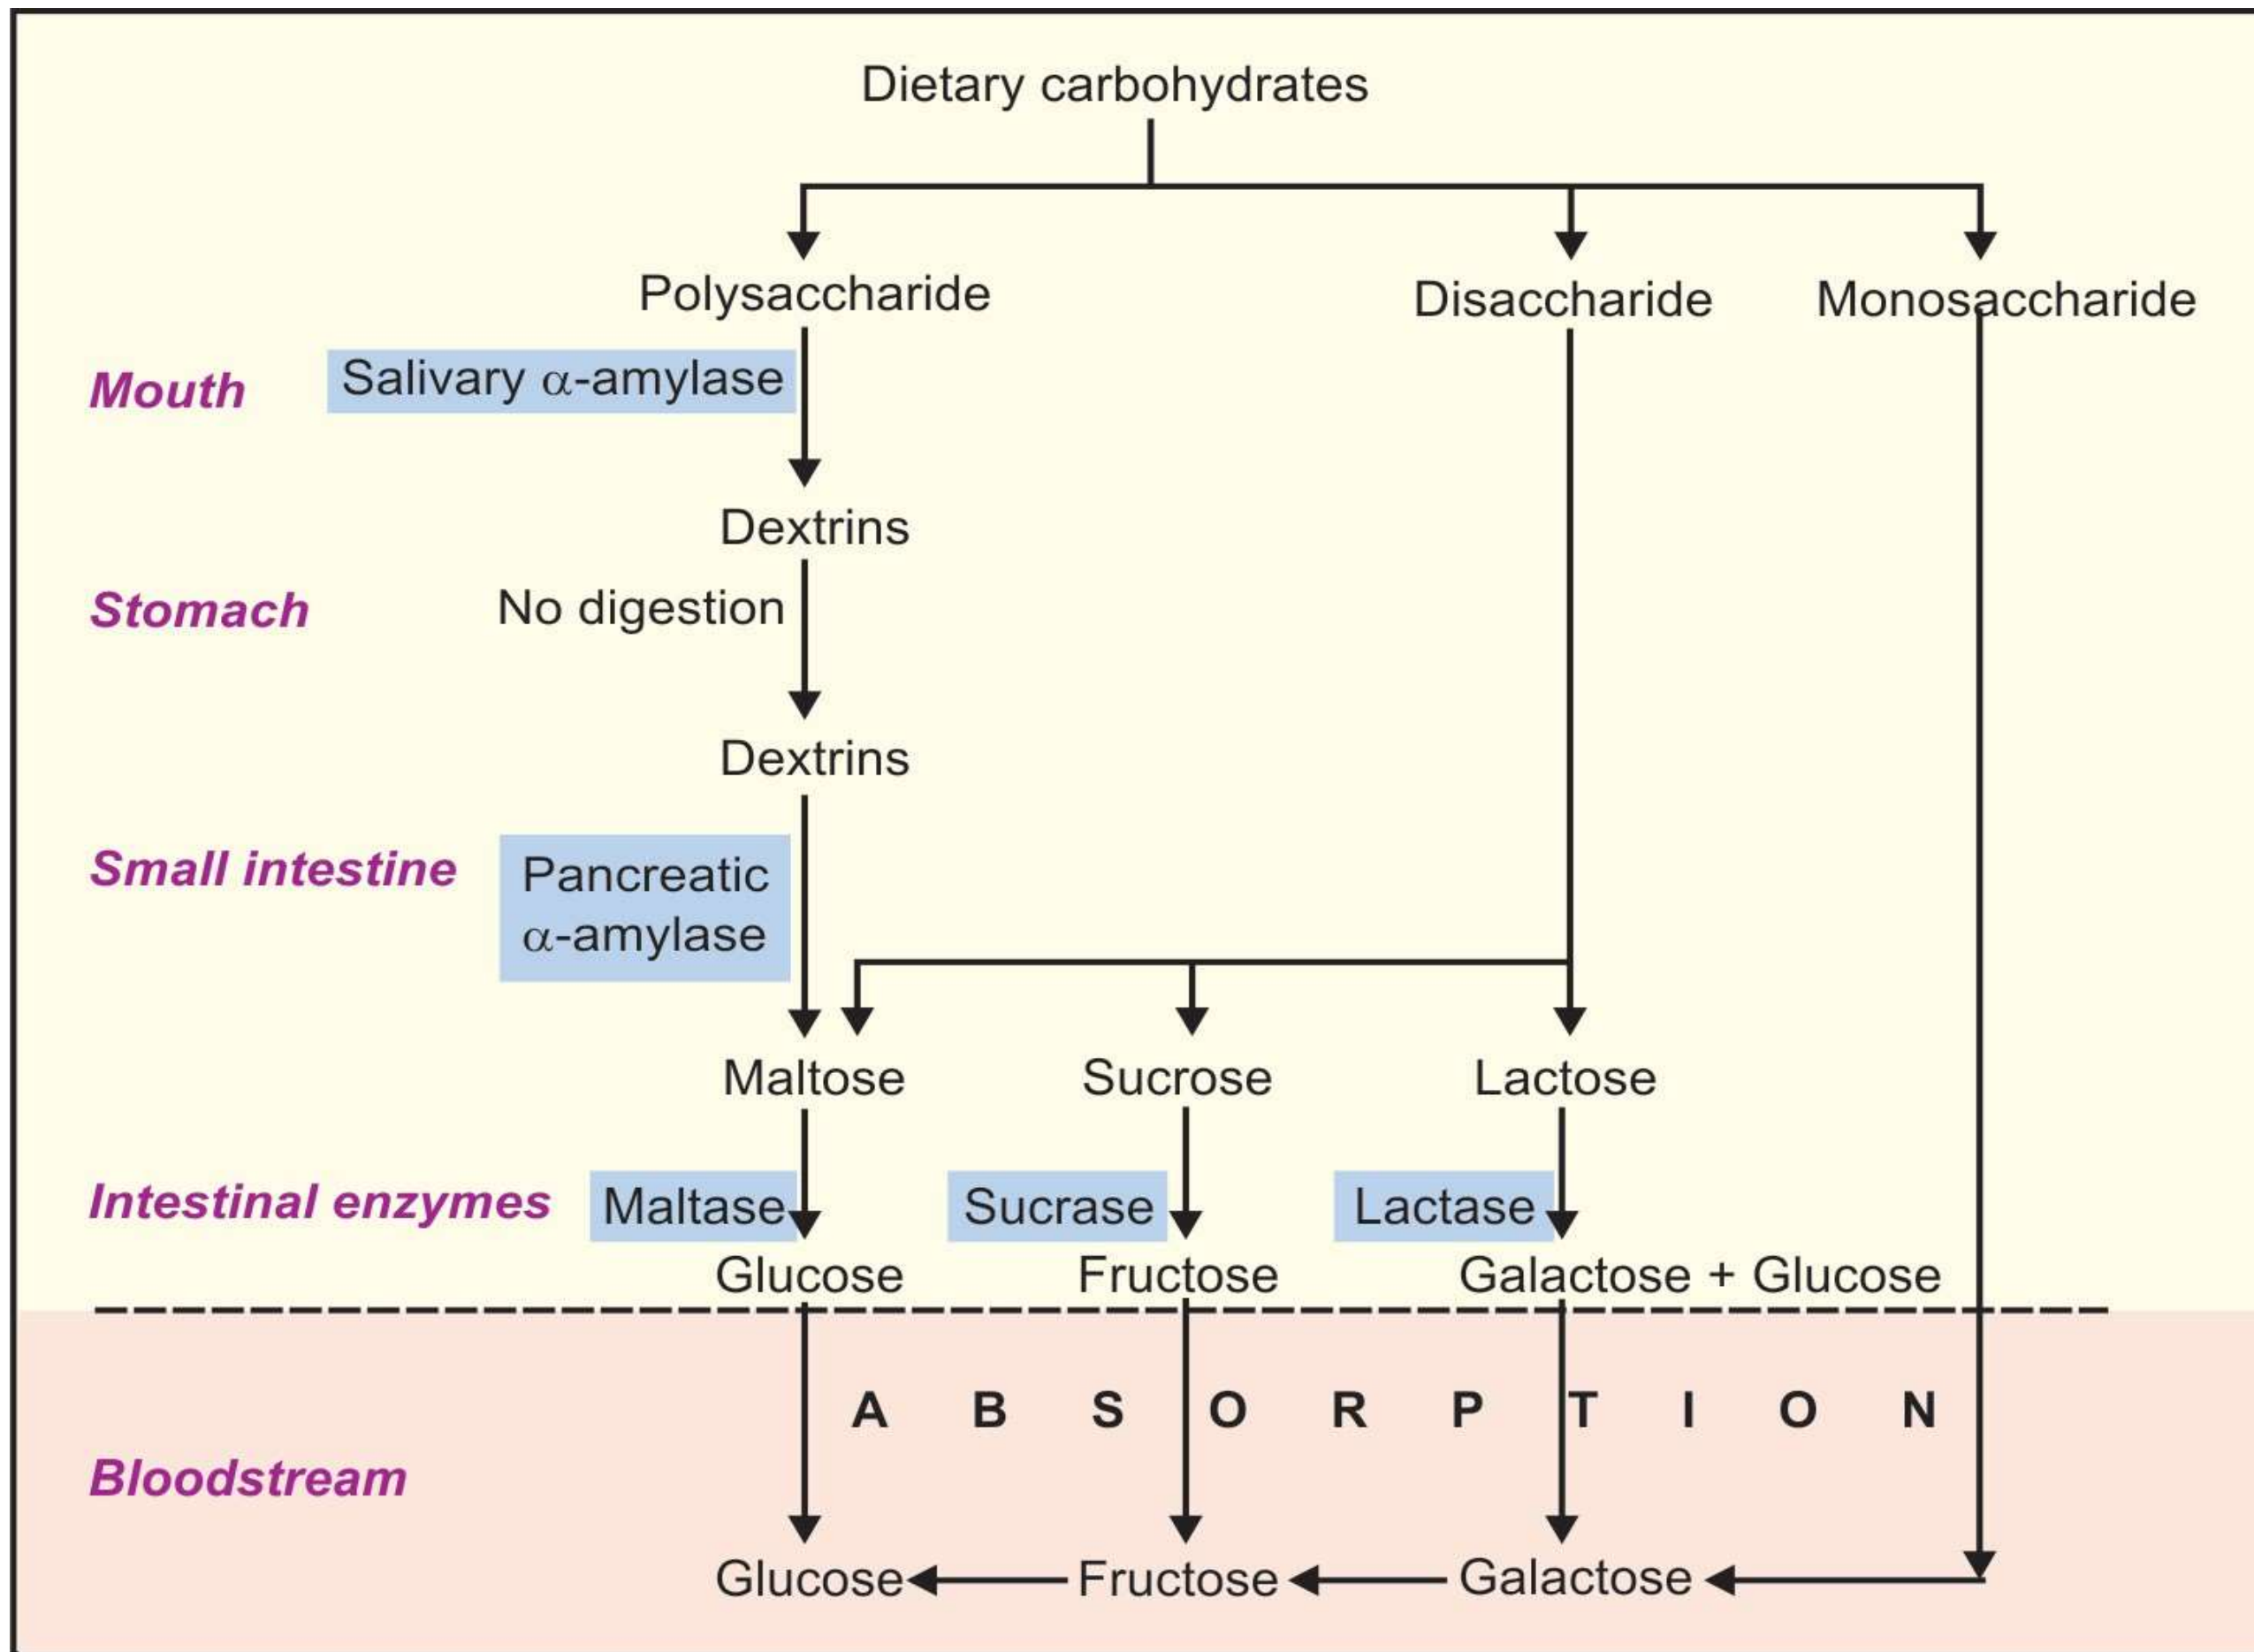 Dietary carbohydrates
Polysaccharide
Disaccharide
Monosaccharide
Mouth
Salivary α-amylase
Dextrins
Stomach
No digestion
Dextrins
Small intestine
Pancreatic
α-amylase
Maltose
Sucrose
Lactose
Intestinal enzymes
Maltase
Sucrase
Lactase
Glucose
Fructose
Galactose + Glucose
A B S O R P T I O N
Bloodstream
Glucose
Fructose
Galactose